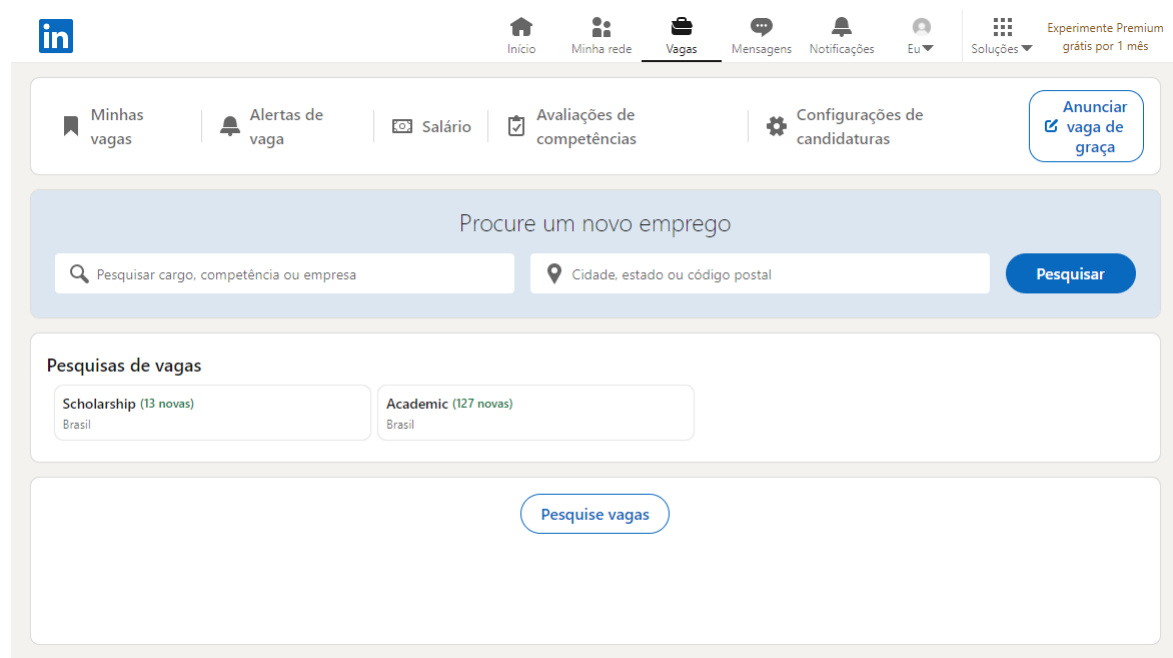 in
Início
Minha rede
Vagas
Mensagens
Notificações
Eu
Soluções
Experimente Premium
grátis por 1 mês
Minhas
vagas
Alertas de
vaga
Salário
Avaliações de
competências
Configurações de
candidaturas
Anunciar
vaga de
graça
Procure um novo emprego
Pesquisar cargo, competência ou empresa
Cidade, estado ou código postal
Pesquisar
Pesquisas de vagas
Scholarship (13 novas)
Brasil
Academic (127 novas)
Brasil
Pesquise vagas